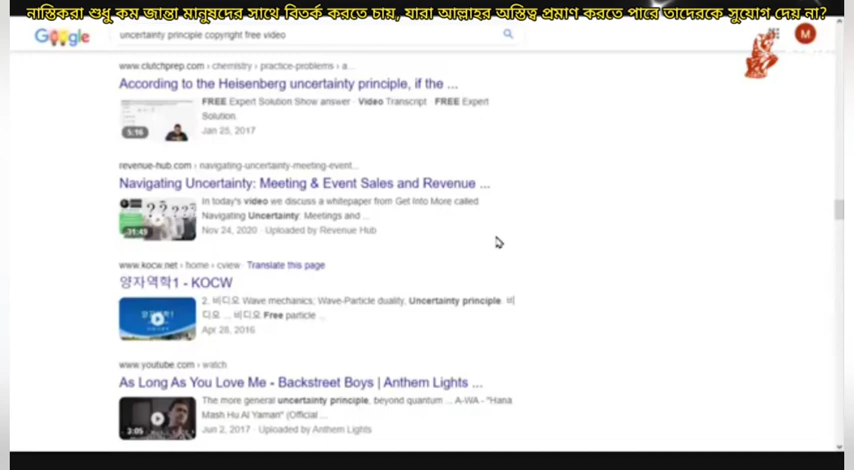 নাস্তিকরা শুধু কম জান্তা মানুষদের সাথে বিতর্ক করতে চায়, যারা আল্লাহর অস্তিত্ব প্রমাণ করতে পারে তাদেরকে সুযোগ দেয় না?
Google
uncertainty principle copyright free video
M
www.clutchprep.com › chemistry › practice-problems › a...
According to the Heisenberg uncertainty principle, if the ...
FREE Expert Solution Show answer · Video Transcript · FREE Expert
Solution.
5:16
Jan 25, 2017
revenue-hub.com › navigating-uncertainty-meeting-event...
Navigating Uncertainty: Meeting & Event Sales and Revenue ...
In today's video we discuss a whitepaper from Get Into More called
Navigating Uncertainty: Meetings and ...
31:43
Nov 24, 2020 · Uploaded by Revenue Hub
www.kocw.net › home › cview · Translate this page
양자역학1 - KOCW
2. 비디오 Wave mechanics; Wave-Particle duality, Uncertainty principle. 비
디오 ... 비디오 Free particle ...
Apr 28, 2016
www.youtube.com › watch
As Long As You Love Me - Backstreet Boys | Anthem Lights ...
The more general uncertainty principle, beyond quantum ... A-WA - "Hana
Mash Hu Al Yaman" (Official ...
3:05
Jun 2, 2017 · Uploaded by Anthem Lights